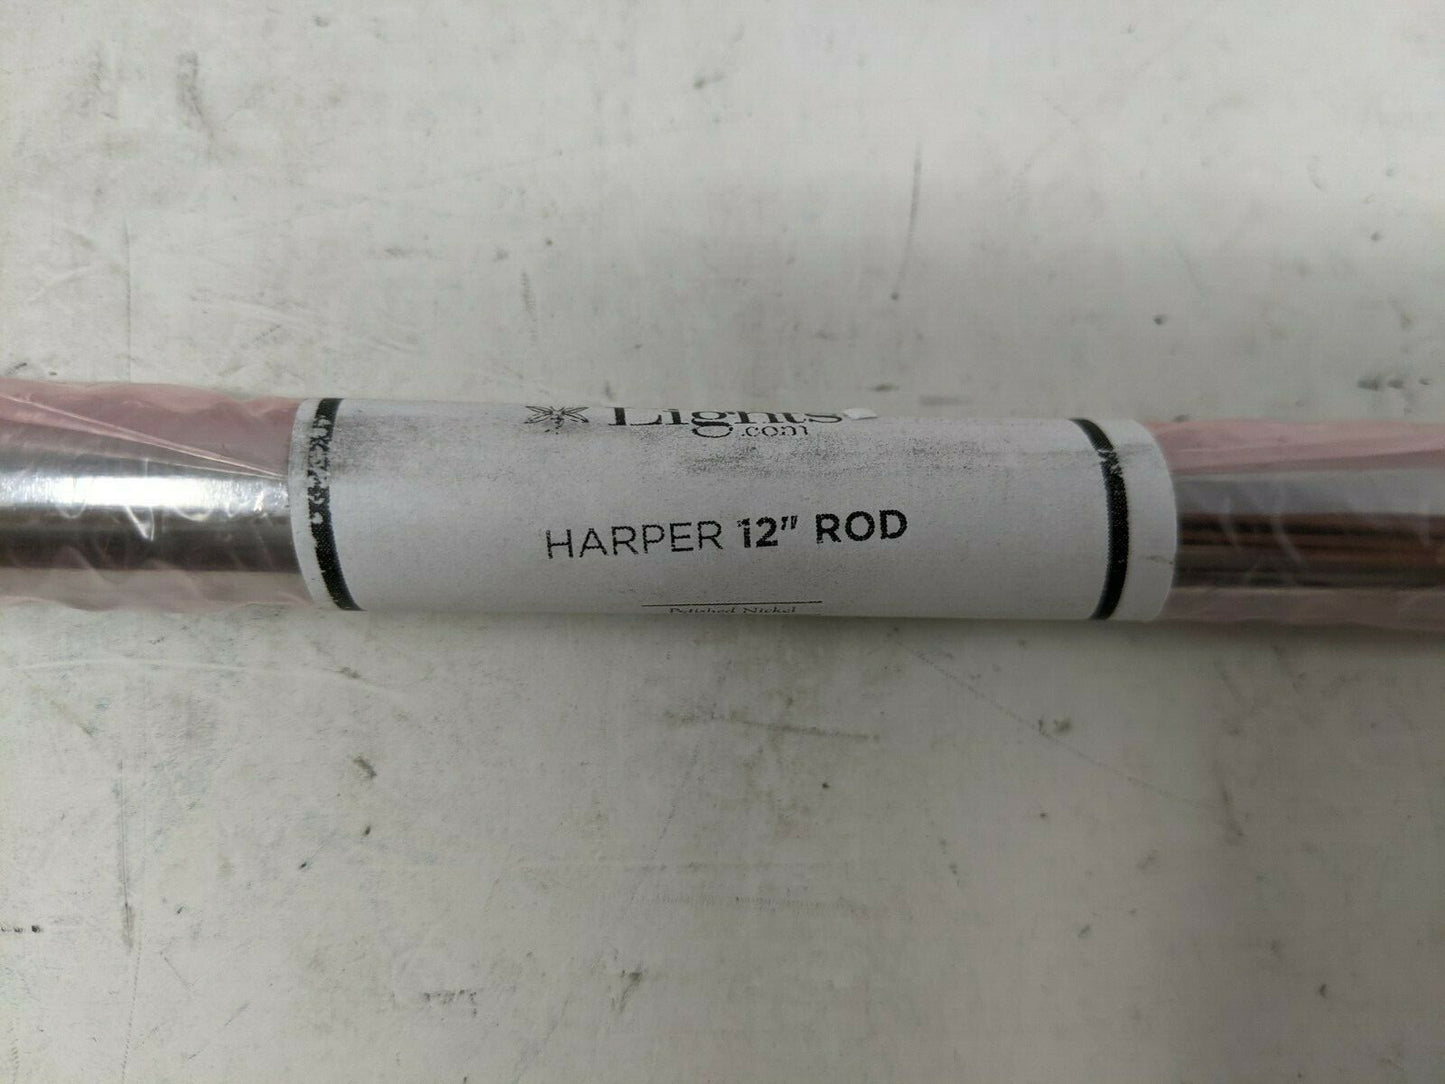 Lights
.com
HARPER 12" ROD
Polished Nickel